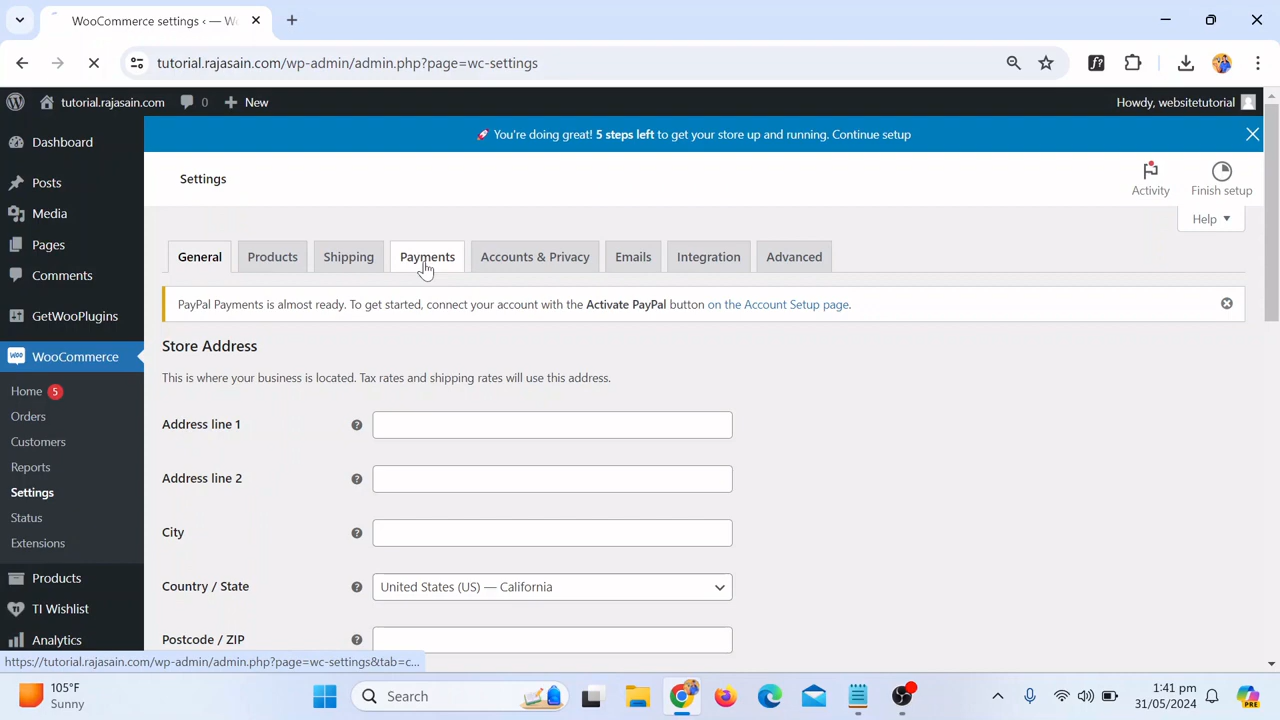 WooCommerce settings ‹ — W
tutorial.rajasain.com/wp-admin/admin.php?page=wc-settings
tutorial.rajasain.com
0
New
Howdy, websitetutorial
Dashboard
Posts
Media
Pages
Comments
GetWooPlugins
WooCommerce
Home 5
Orders
Customers
Reports
Settings
Status
Extensions
Products
TI Wishlist
Analytics
🚀 You're doing great! 5 steps left to get your store up and running. Continue setup
Settings
Activity
Finish setup
Help ▼
General
Products
Shipping
Payments
Accounts & Privacy
Emails
Integration
Advanced
PayPal Payments is almost ready. To get started, connect your account with the Activate PayPal button on the Account Setup page.
Store Address
This is where your business is located. Tax rates and shipping rates will use this address.
Address line 1
Address line 2
City
Country / State
United States (US) — California
Postcode / ZIP
https://tutorial.rajasain.com/wp-admin/admin.php?page=wc-settings&tab=c...
105°F
Sunny
Search
1:41 pm
31/05/2024
PRE